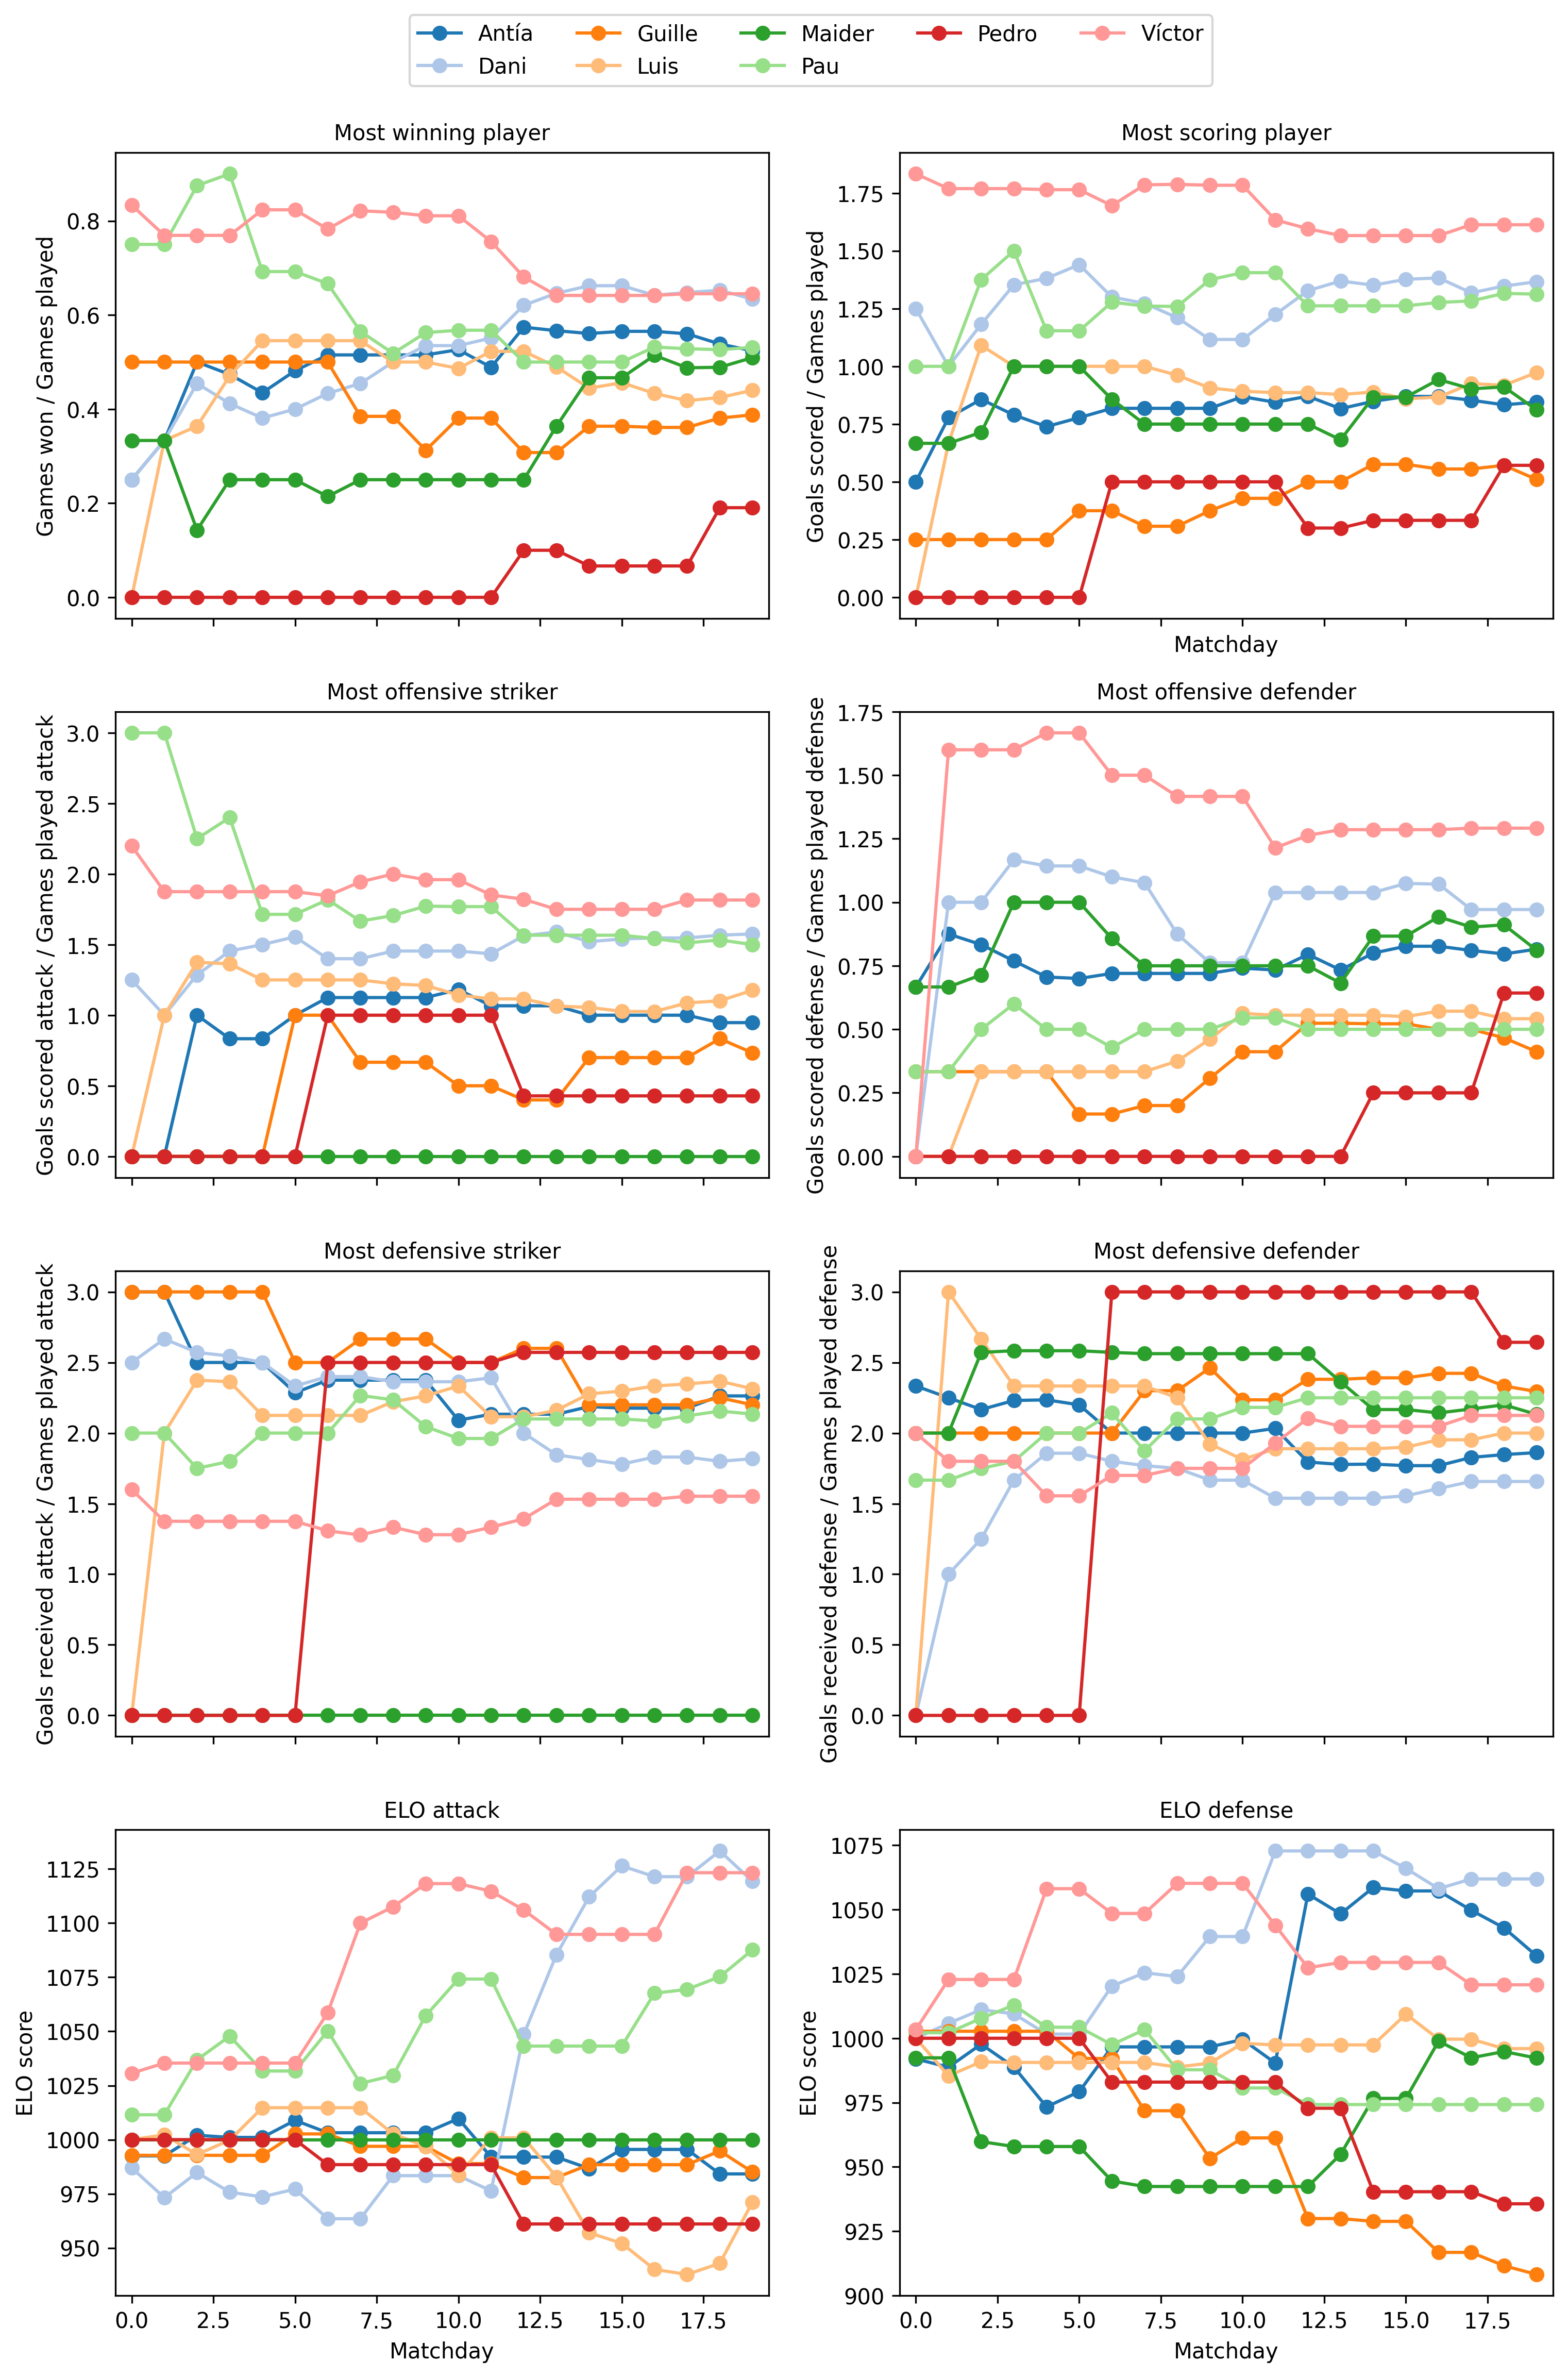 Antía Guille Maider Pedro Víctor
Dani Luis Pau
Most winning player
Games won / Games played
0.8
0.6
0.4
0.2
0.0
Most scoring player
Goals scored / Games played
1.75
1.50
1.25
1.00
0.75
0.50
0.25
0.00
Matchday
Most offensive striker
Goals scored attack / Games played attack
3.0
2.5
2.0
1.5
1.0
0.5
0.0
Most offensive defender
Goals scored defense / Games played defense
1.75
1.50
1.25
1.00
0.75
0.50
0.25
0.00
Most defensive striker
Goals received attack / Games played attack
3.0
2.5
2.0
1.5
1.0
0.5
0.0
Most defensive defender
Goals received defense / Games played defense
3.0
2.5
2.0
1.5
1.0
0.5
0.0
ELO attack
ELO score
1125
1100
1075
1050
1025
1000
975
950
0.0 2.5 5.0 7.5 10.0 12.5 15.0 17.5
Matchday
ELO defense
ELO score
1075
1050
1025
1000
975
950
925
900
0.0 2.5 5.0 7.5 10.0 12.5 15.0 17.5
Matchday